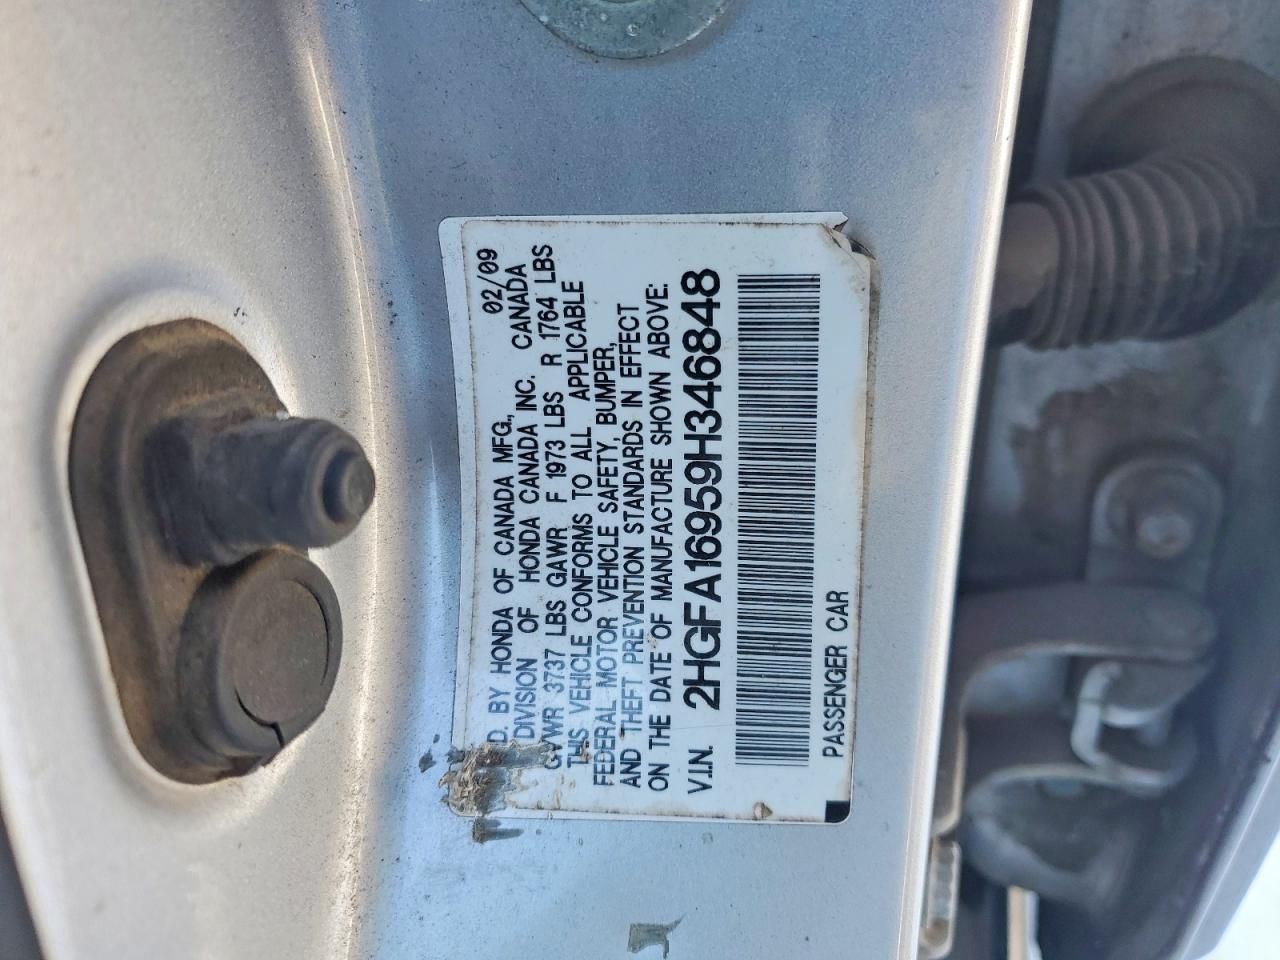 D. BY HONDA OF CANADA MFG., 02/09
DIVISION OF HONDA CANADA INC. CANADA
GVWR 3737 LBS GAWR F 1973 LBS R 1764 LBS
THIS VEHICLE CONFORMS TO ALL APPLICABLE
FEDERAL MOTOR VEHICLE SAFETY, BUMPER,
AND THEFT PREVENTION STANDARDS IN EFFECT
ON THE DATE OF MANUFACTURE SHOWN ABOVE:
V.I.N. 2HGFA16959H346848
PASSENGER CAR